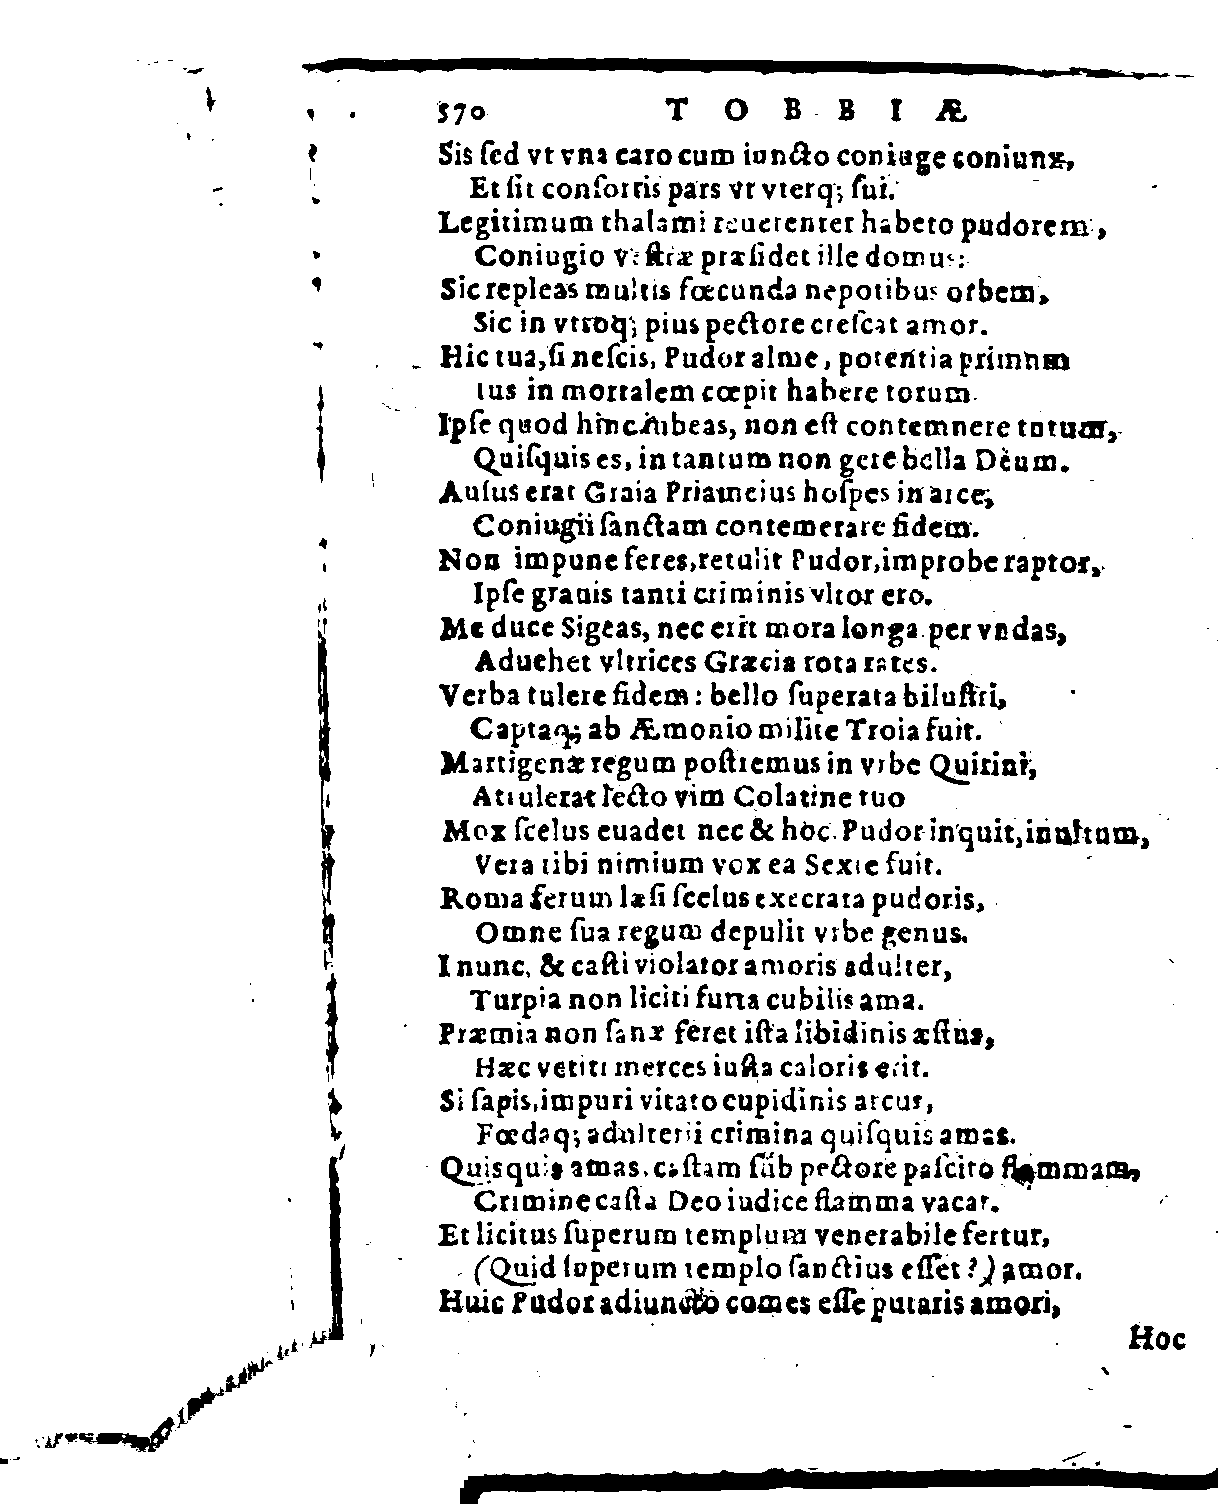 570 TOBBIÆ
Sis ſed vt vna caro cum iuncto coniuge coniunx,
Et ſit conſortis pars vt vterq; ſui.
Legitimum thalami reuerenter habeto pudorem,
Coniugio veſtræ præſidet ille domus:
Sic repleas multis fœcunda nepotibus orbem,
Sic in vtroq; pius pectore creſcat amor.
Hic tua, ſi neſcis, Pudor alme, potentia primum
Ius in mortalem cœpit habere torum.
Ipſe quod hinc iubeas, non eſt contemnere totum,
Quiſquis es, in tantum non gere bella Dèum.
Auſus erat Graia Priameius hoſpes in arce,
Coniugii ſanctam contemerare fidem.
Non impune feres, retulit Pudor, improbe raptor,
Ipſe grauis tanti criminis vltor ero.
Me duce Sigeas, nec erit mora longa per vndas,
Aduehet vltrices Græcia tota rates.
Verba tulere fidem: bello ſuperata biluſtri,
Captaq; ab Æmonio milite Troia fuit.
Martigenæ regum poſtremus in vrbe Quirini,
Attulerat lecto vim Colatine tuo
Mox ſcelus euadet nec & hoc. Pudor inquit, inultum,
Vera tibi nimium vox ea Sexte fuit.
Roma ferum læſi ſcelus execrata pudoris,
Omne ſua regum depulit vrbe genus.
I nunc, & caſti violator amoris adulter,
Turpia non liciti furta cubilis ama.
Præmia non ſanæ feret iſta libidinis æſtus,
Hæc vetiti merces iuſta caloris erit.
Si ſapis, impuri vitato cupidinis arcus,
Fœdaq; adulterii crimina quiſquis amas.
Quisquis amas, caſtam ſub pectore paſcito flammam,
Crimine caſta Deo iudice flamma vacat.
Et licitus ſuperum templum venerabile fertur,
(Quid ſuperum templo ſanctius eſſet?) amor.
Huic Pudor adiuncto comes eſſe putaris amori,
Hoc